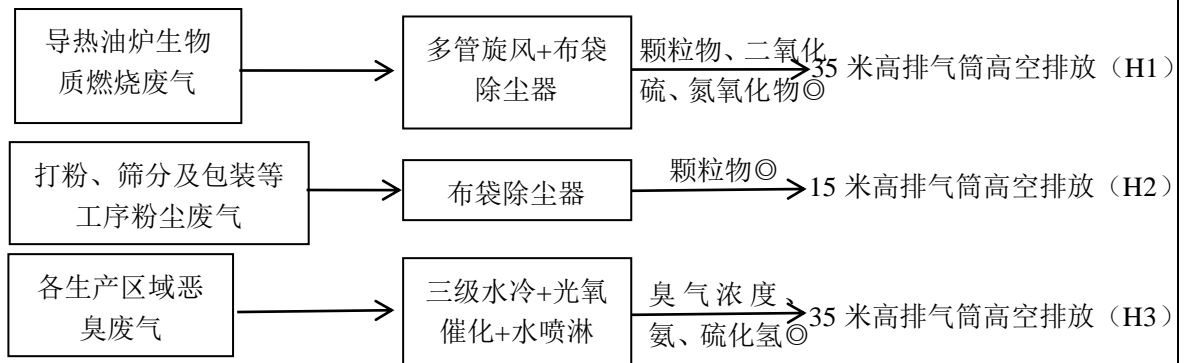 导热油炉生物
质燃烧废气
多管旋风+布袋
除尘器
颗粒物、二氧化
硫、氮氧化物◎
35 米高排气筒高空排放（H1）
打粉、筛分及包装等
工序粉尘废气
布袋除尘器
颗粒物◎
15 米高排气筒高空排放（H2）
各生产区域恶
臭废气
三级水冷+光氧
催化+水喷淋
臭气浓度、
氨、硫化氢◎
35 米高排气筒高空排放（H3）